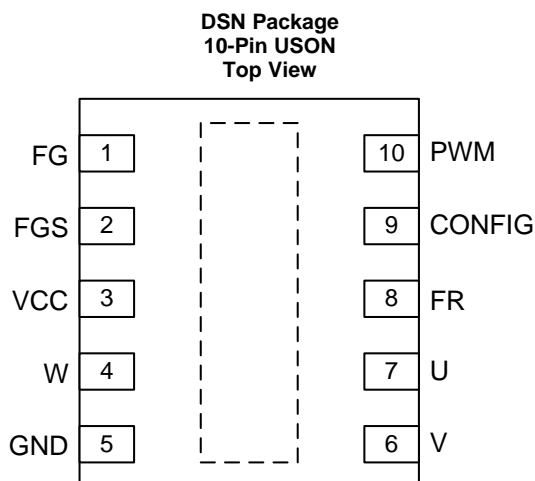 DSN Package
10-Pin USON
Top View
FG 1 10 PWM
FGS 2 9 CONFIG
VCC 3 8 FR
W 4 7 U
GND 5 6 V